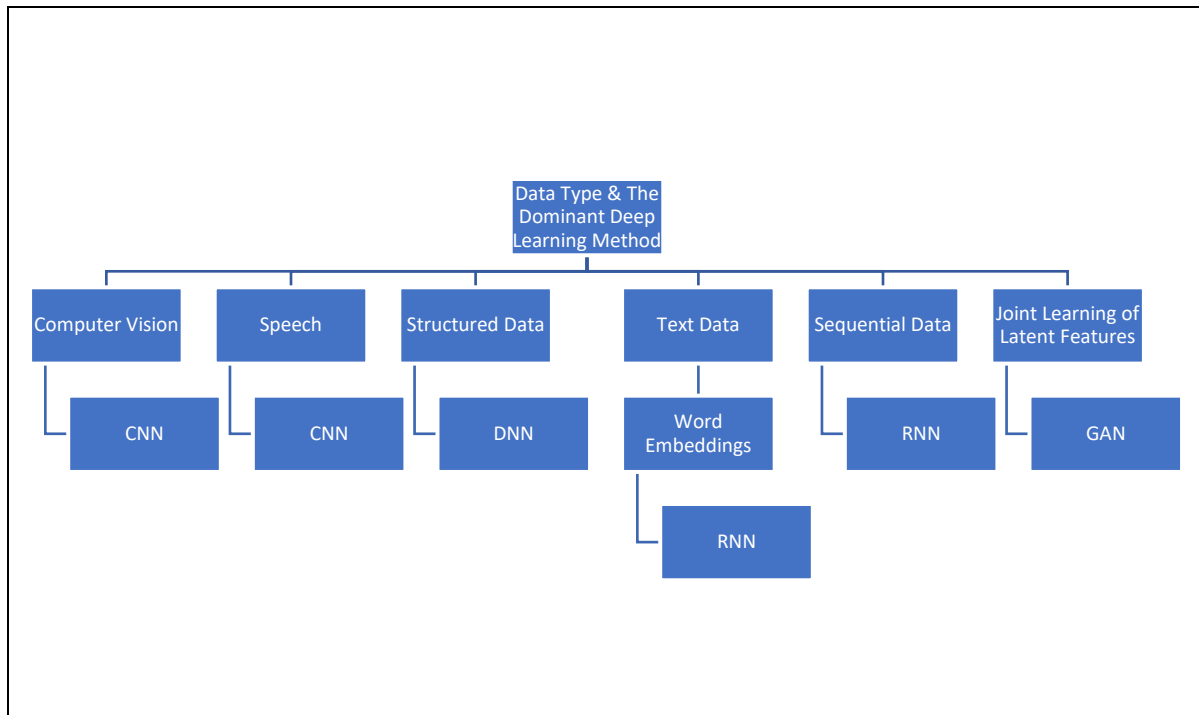 Data Type & The
Dominant Deep
Learning Method
Computer Vision
Speech
Structured Data
Text Data
Sequential Data
Joint Learning of
Latent Features
CNN
CNN
DNN
Word
Embeddings
RNN
GAN
RNN